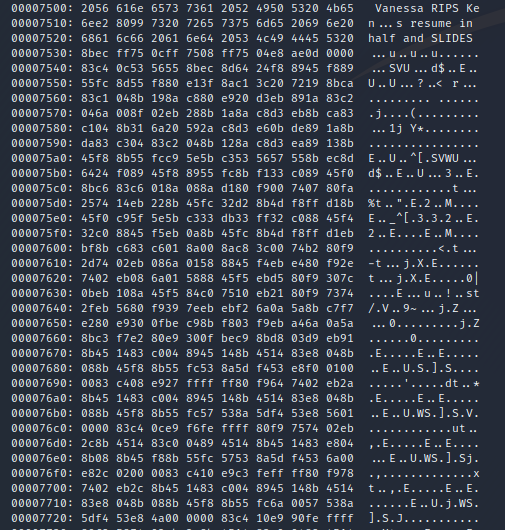 00007500: 2056 616e 6573 7361 2052 4950 5320 4b65   Vanessa RIPS Ke
00007510: 6ee2 8099 7320 7265 7375 6d65 2069 6e20  n...s resume in 
00007520: 6861 6c66 2061 6e64 2053 4c49 4445 5320  half and SLIDES 
00007530: 8bec ff75 0cff 7508 ff75 04e8 ae0d 0000  ...u..u..u......
00007540: 83c4 0c53 5655 8bec 8d64 24f8 8945 f889  ...SVU...d$..E..
00007550: 55fc 8d55 f880 e13f 8ac1 3c20 7219 8bca  U..U...?..< r...
00007560: 83c1 048b 198a c880 e920 d3eb 891a 83c2  ......... ......
00007570: 046a 008f 02eb 288b 1a8a c8d3 eb8b ca83  .j....(.........
00007580: c104 8b31 6a20 592a c8d3 e60b de89 1a8b  ...1j Y*........
00007590: da83 c304 83c2 048b 128a c8d3 ea89 138b  ................
000075a0: 45f8 8b55 fcc9 5e5b c353 5657 558b ec8d  E..U..^[.SVWU...
000075b0: 6424 f089 45f8 8955 fc8b f133 c089 45f0  d$..E..U...3..E.
000075c0: 8bc6 83c6 018a 088a d180 f900 7407 80fa  ............t...
000075d0: 2574 14eb 228b 45fc 32d2 8b4d f8ff d18b  %t..".E.2..M....
000075e0: 45f0 c95f 5e5b c333 db33 ff32 c088 45f4  E.._^[.3.3.2..E.
000075f0: 32c0 8845 f5eb 0a8b 45fc 8b4d f8ff d1eb  2..E....E..M....
00007600: bf8b c683 c601 8a00 8ac8 3c00 74b2 80f9  ..........<.t...
00007610: 2d74 02eb 086a 0158 8845 f4eb e480 f92e  -t...j.X.E......
00007620: 7402 eb08 6a01 5888 45f5 ebd5 80f9 307c  t...j.X.E.....0|
00007630: 0beb 108a 45f5 84c0 7510 eb21 80f9 7374  ....E...u..!..st
00007640: 2feb 5680 f939 7eeb ebf2 6a0a 5a8b c7f7  /.V..9~...j.Z...
00007650: e280 e930 0fbe c98b f803 f9eb a46a 0a5a  ...0.........j.Z
00007660: 8bc3 f7e2 80e9 300f bec9 8bd8 03d9 eb91  ......0.........
00007670: 8b45 1483 c004 8945 148b 4514 83e8 048b  .E.....E..E.....
00007680: 088b 45f8 8b55 fc53 8a5d f453 e8f0 0100  ..E..U.S.].S....
00007690: 0083 c408 e927 ffff ff80 f964 7402 eb2a  .....'.....dt..*
000076a0: 8b45 1483 c004 8945 148b 4514 83e8 048b  .E.....E..E.....
000076b0: 088b 45f8 8b55 fc57 538a 5df4 53e8 5601  ..E..U.WS.].S.V.
000076c0: 0000 83c4 0ce9 f6fe ffff 80f9 7574 02eb  ............ut..
000076d0: 2c8b 4514 83c0 0489 4514 8b45 1483 e804  ,.E.....E..E....
000076e0: 8b08 8b45 f88b 55fc 5753 8a5d f453 6a00  ...E..U.WS.].Sj.
000076f0: e82c 0200 0083 c410 e9c3 feff ff80 f978  .,.............x
00007700: 7402 eb2c 8b45 1483 c004 8945 148b 4514  t..,.E.....E..E.
00007710: 83e8 048b 088b 45f8 8b55 fc6a 0057 538a  ......E..U.j.WS.
00007720: 5df4 53e8 4a00 0000 83c4 10e9 90fe ffff  ].S.J...........